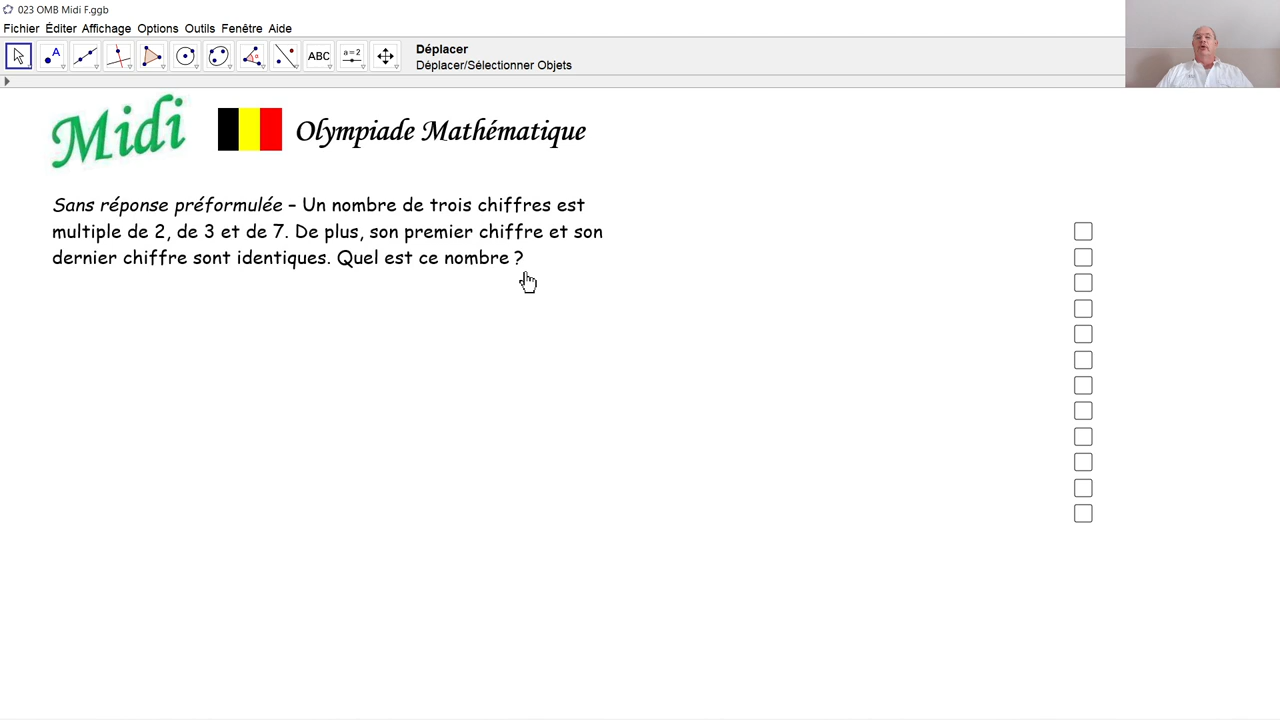 023 OMB Midi F.ggb
Fichier Éditer Affichage Options Outils Fenêtre Aide
A ABC a=2 Déplacer
Déplacer/Sélectionner Objets
Midi Olympiade Mathématique
Sans réponse préformulée – Un nombre de trois chiffres est
multiple de 2, de 3 et de 7. De plus, son premier chiffre et son
dernier chiffre sont identiques. Quel est ce nombre ?